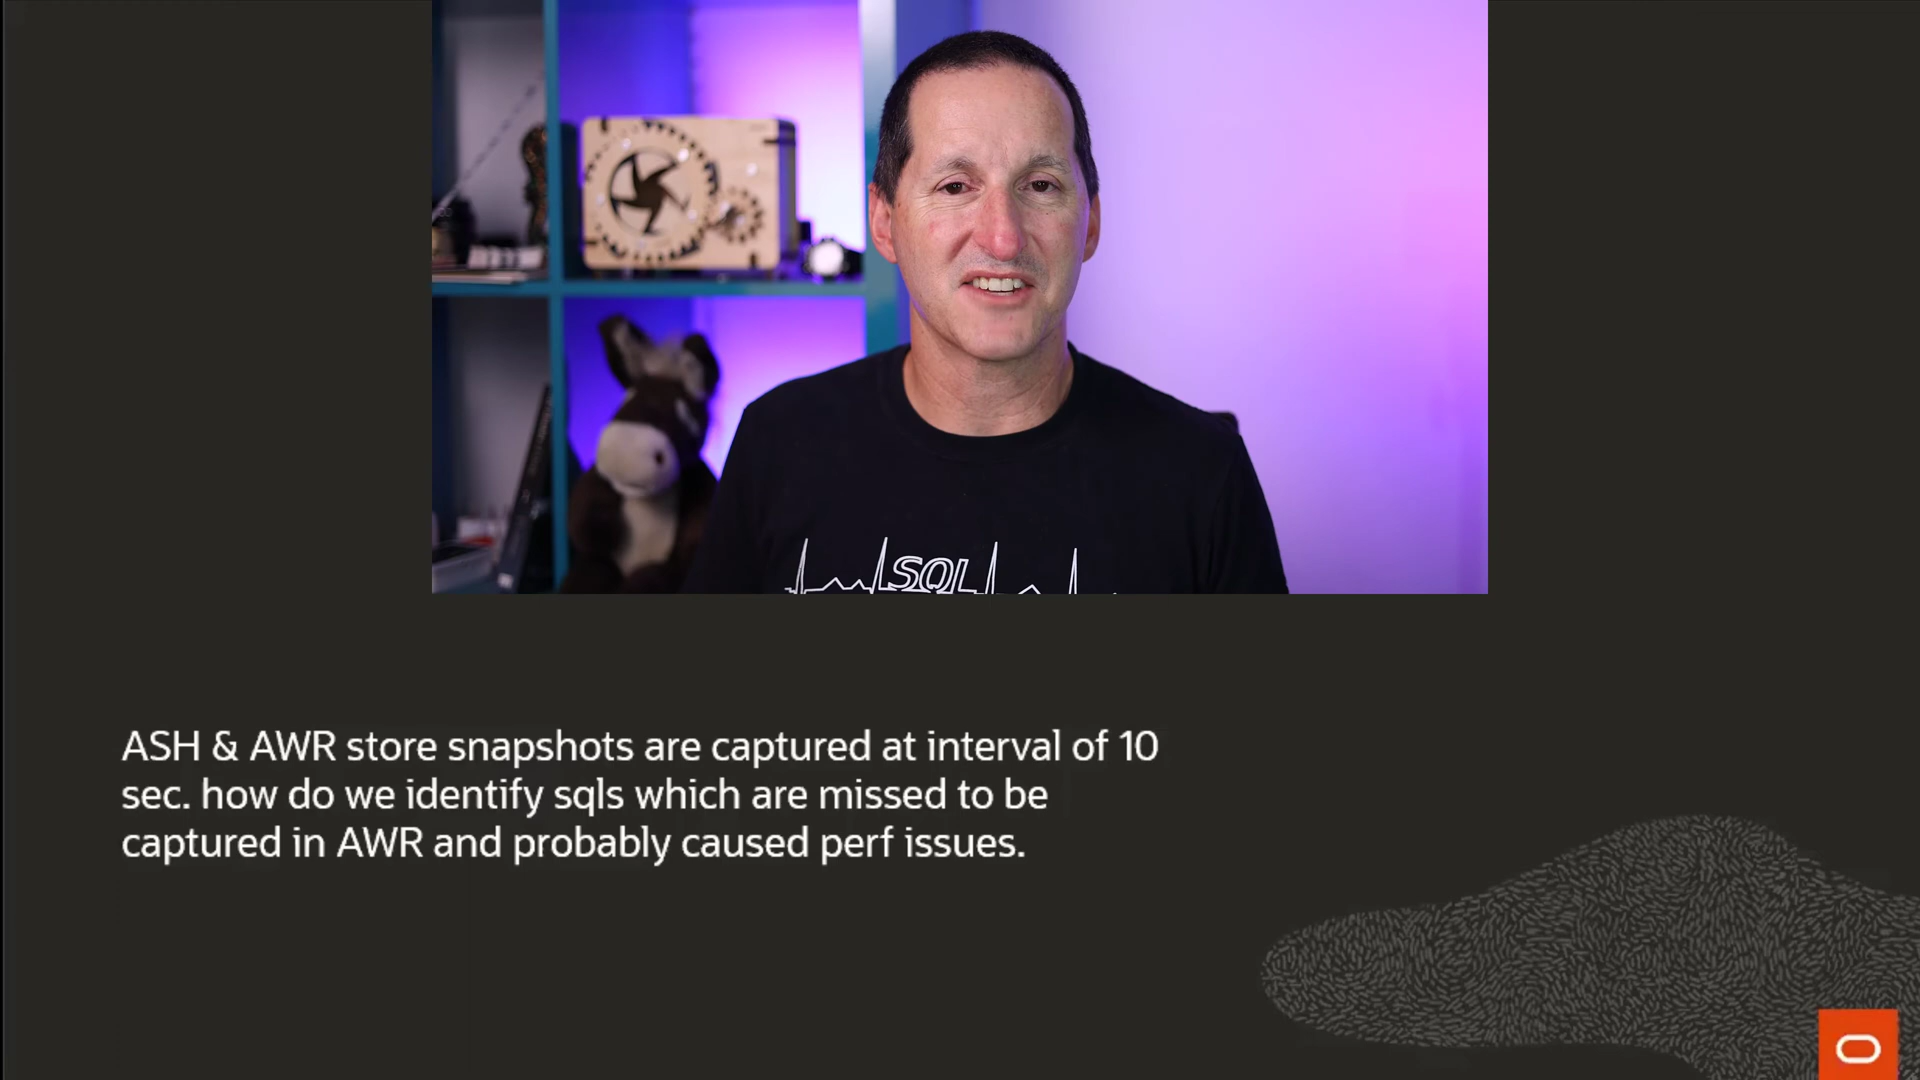 SQL
ASH & AWR store snapshots are captured at interval of 10
sec. how do we identify sqls which are missed to be
captured in AWR and probably caused perf issues.